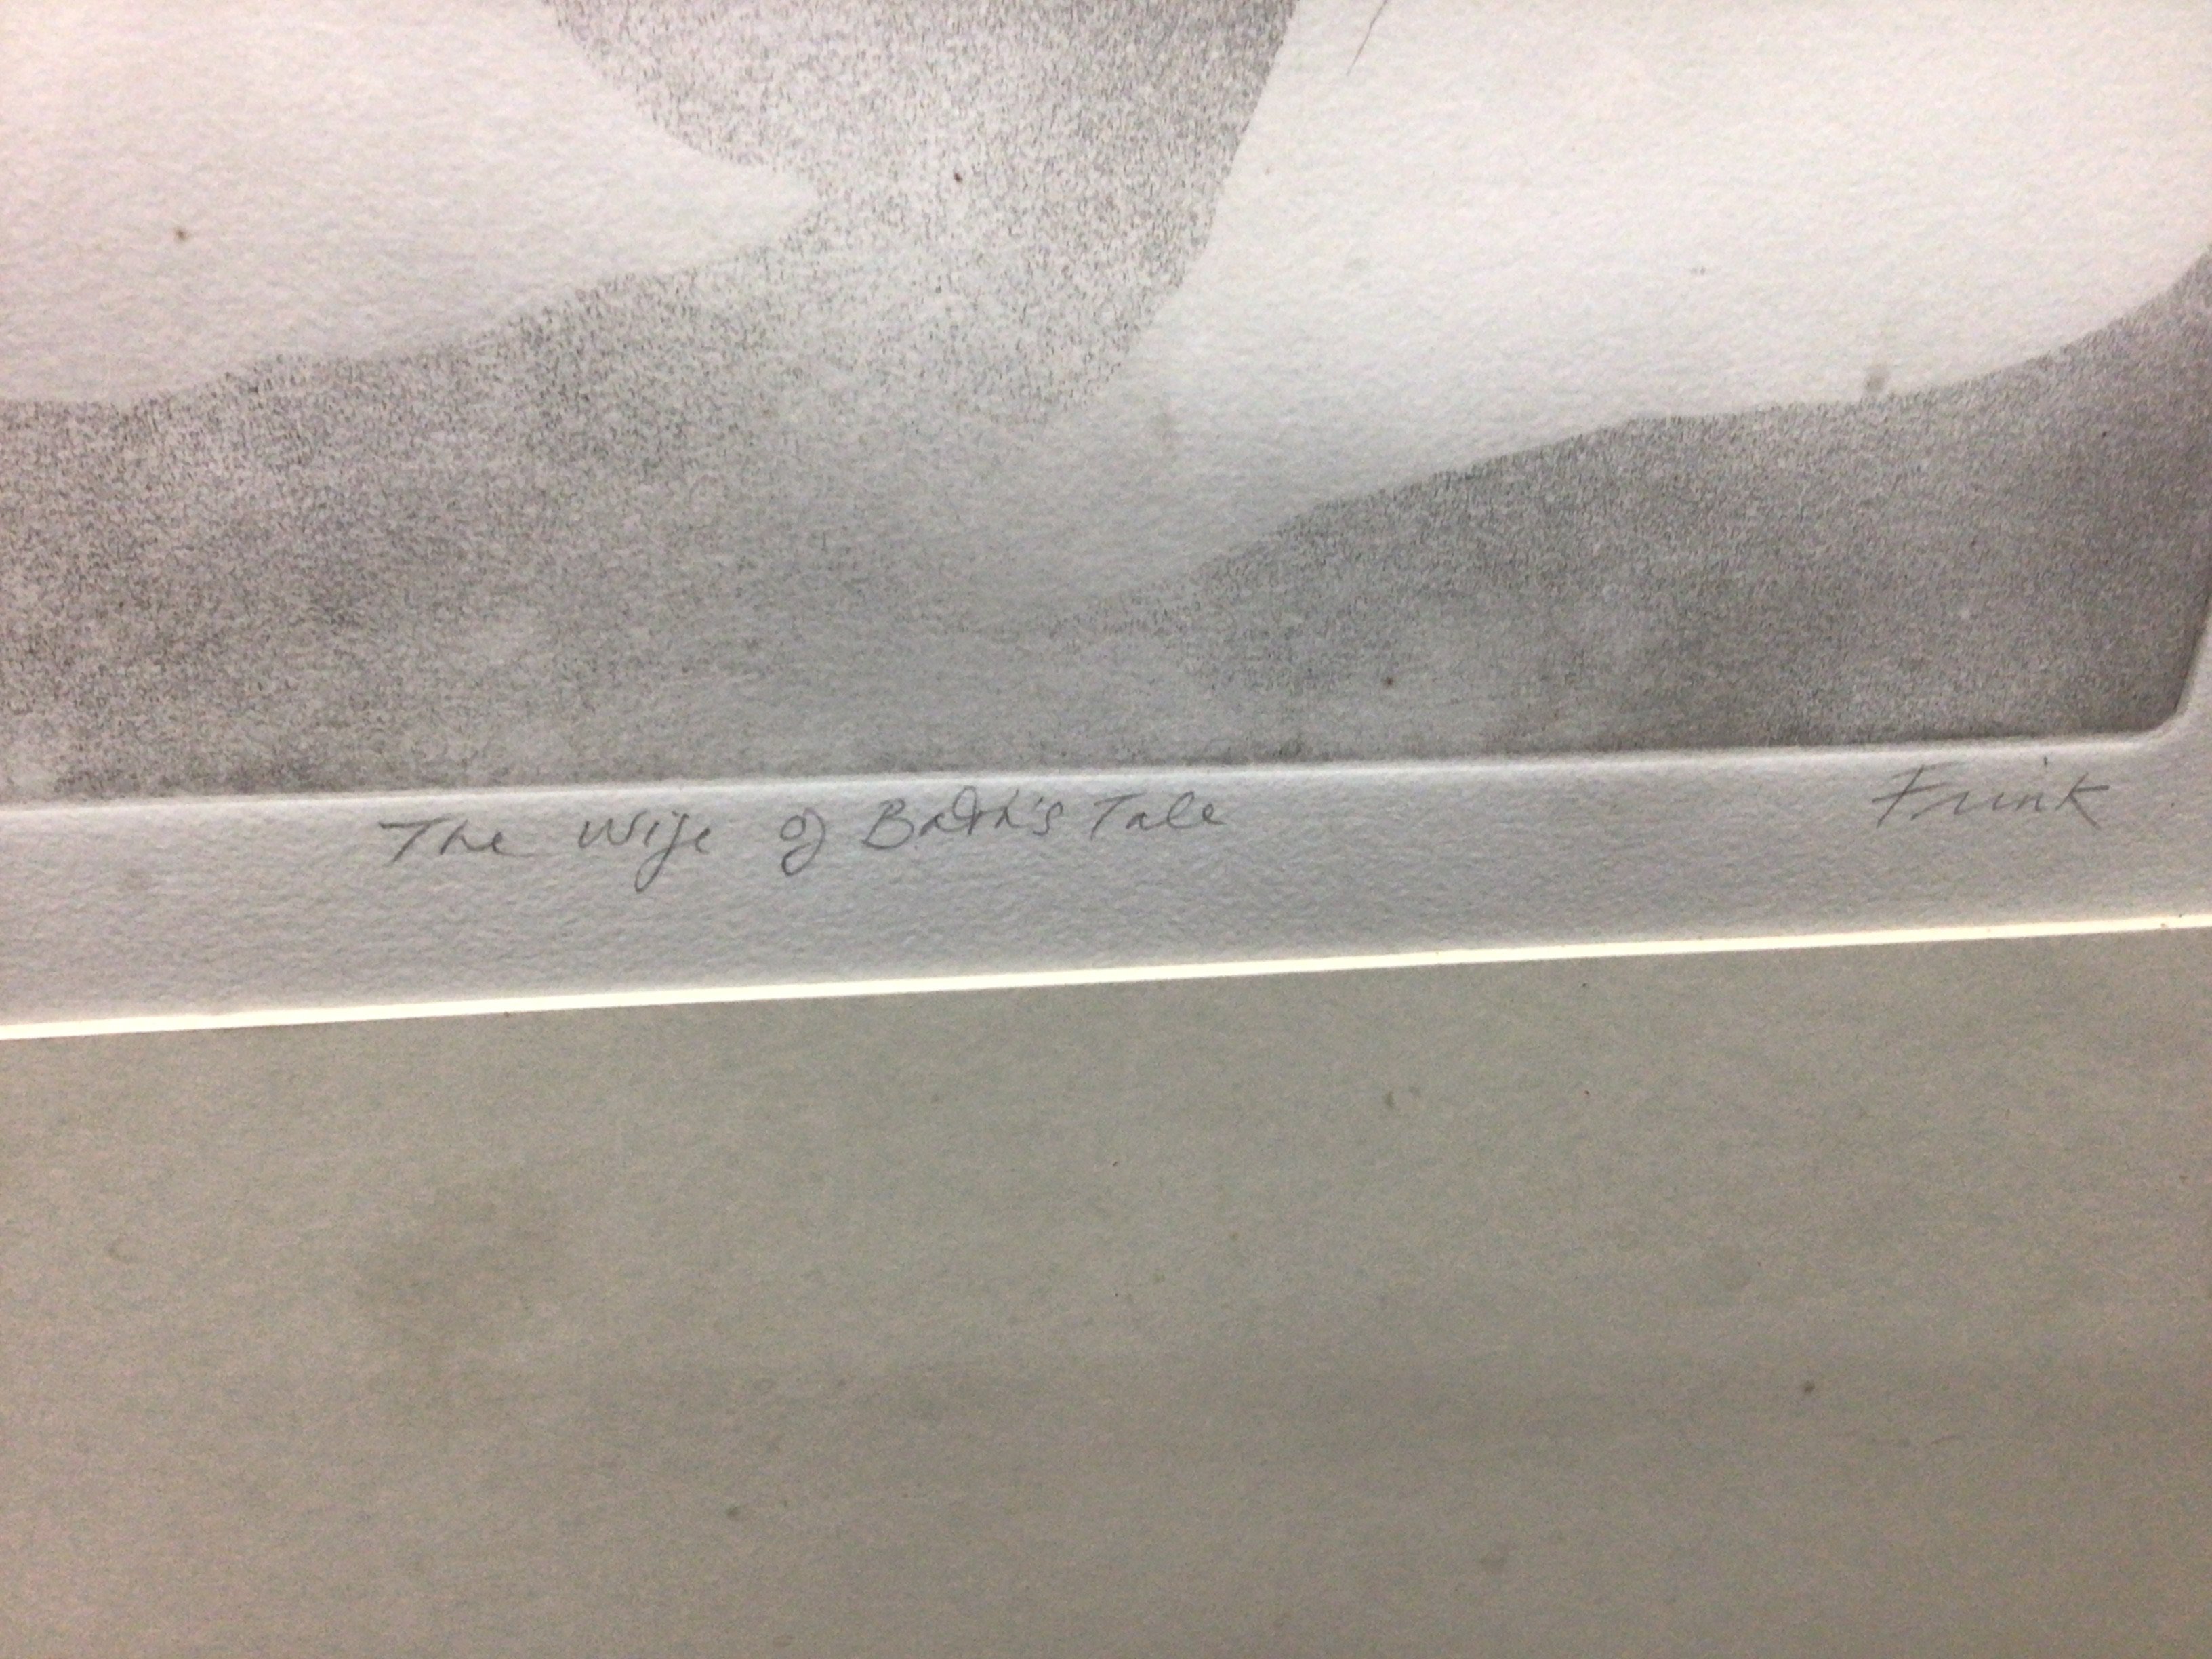 The Wife of Bath's Tale Frink